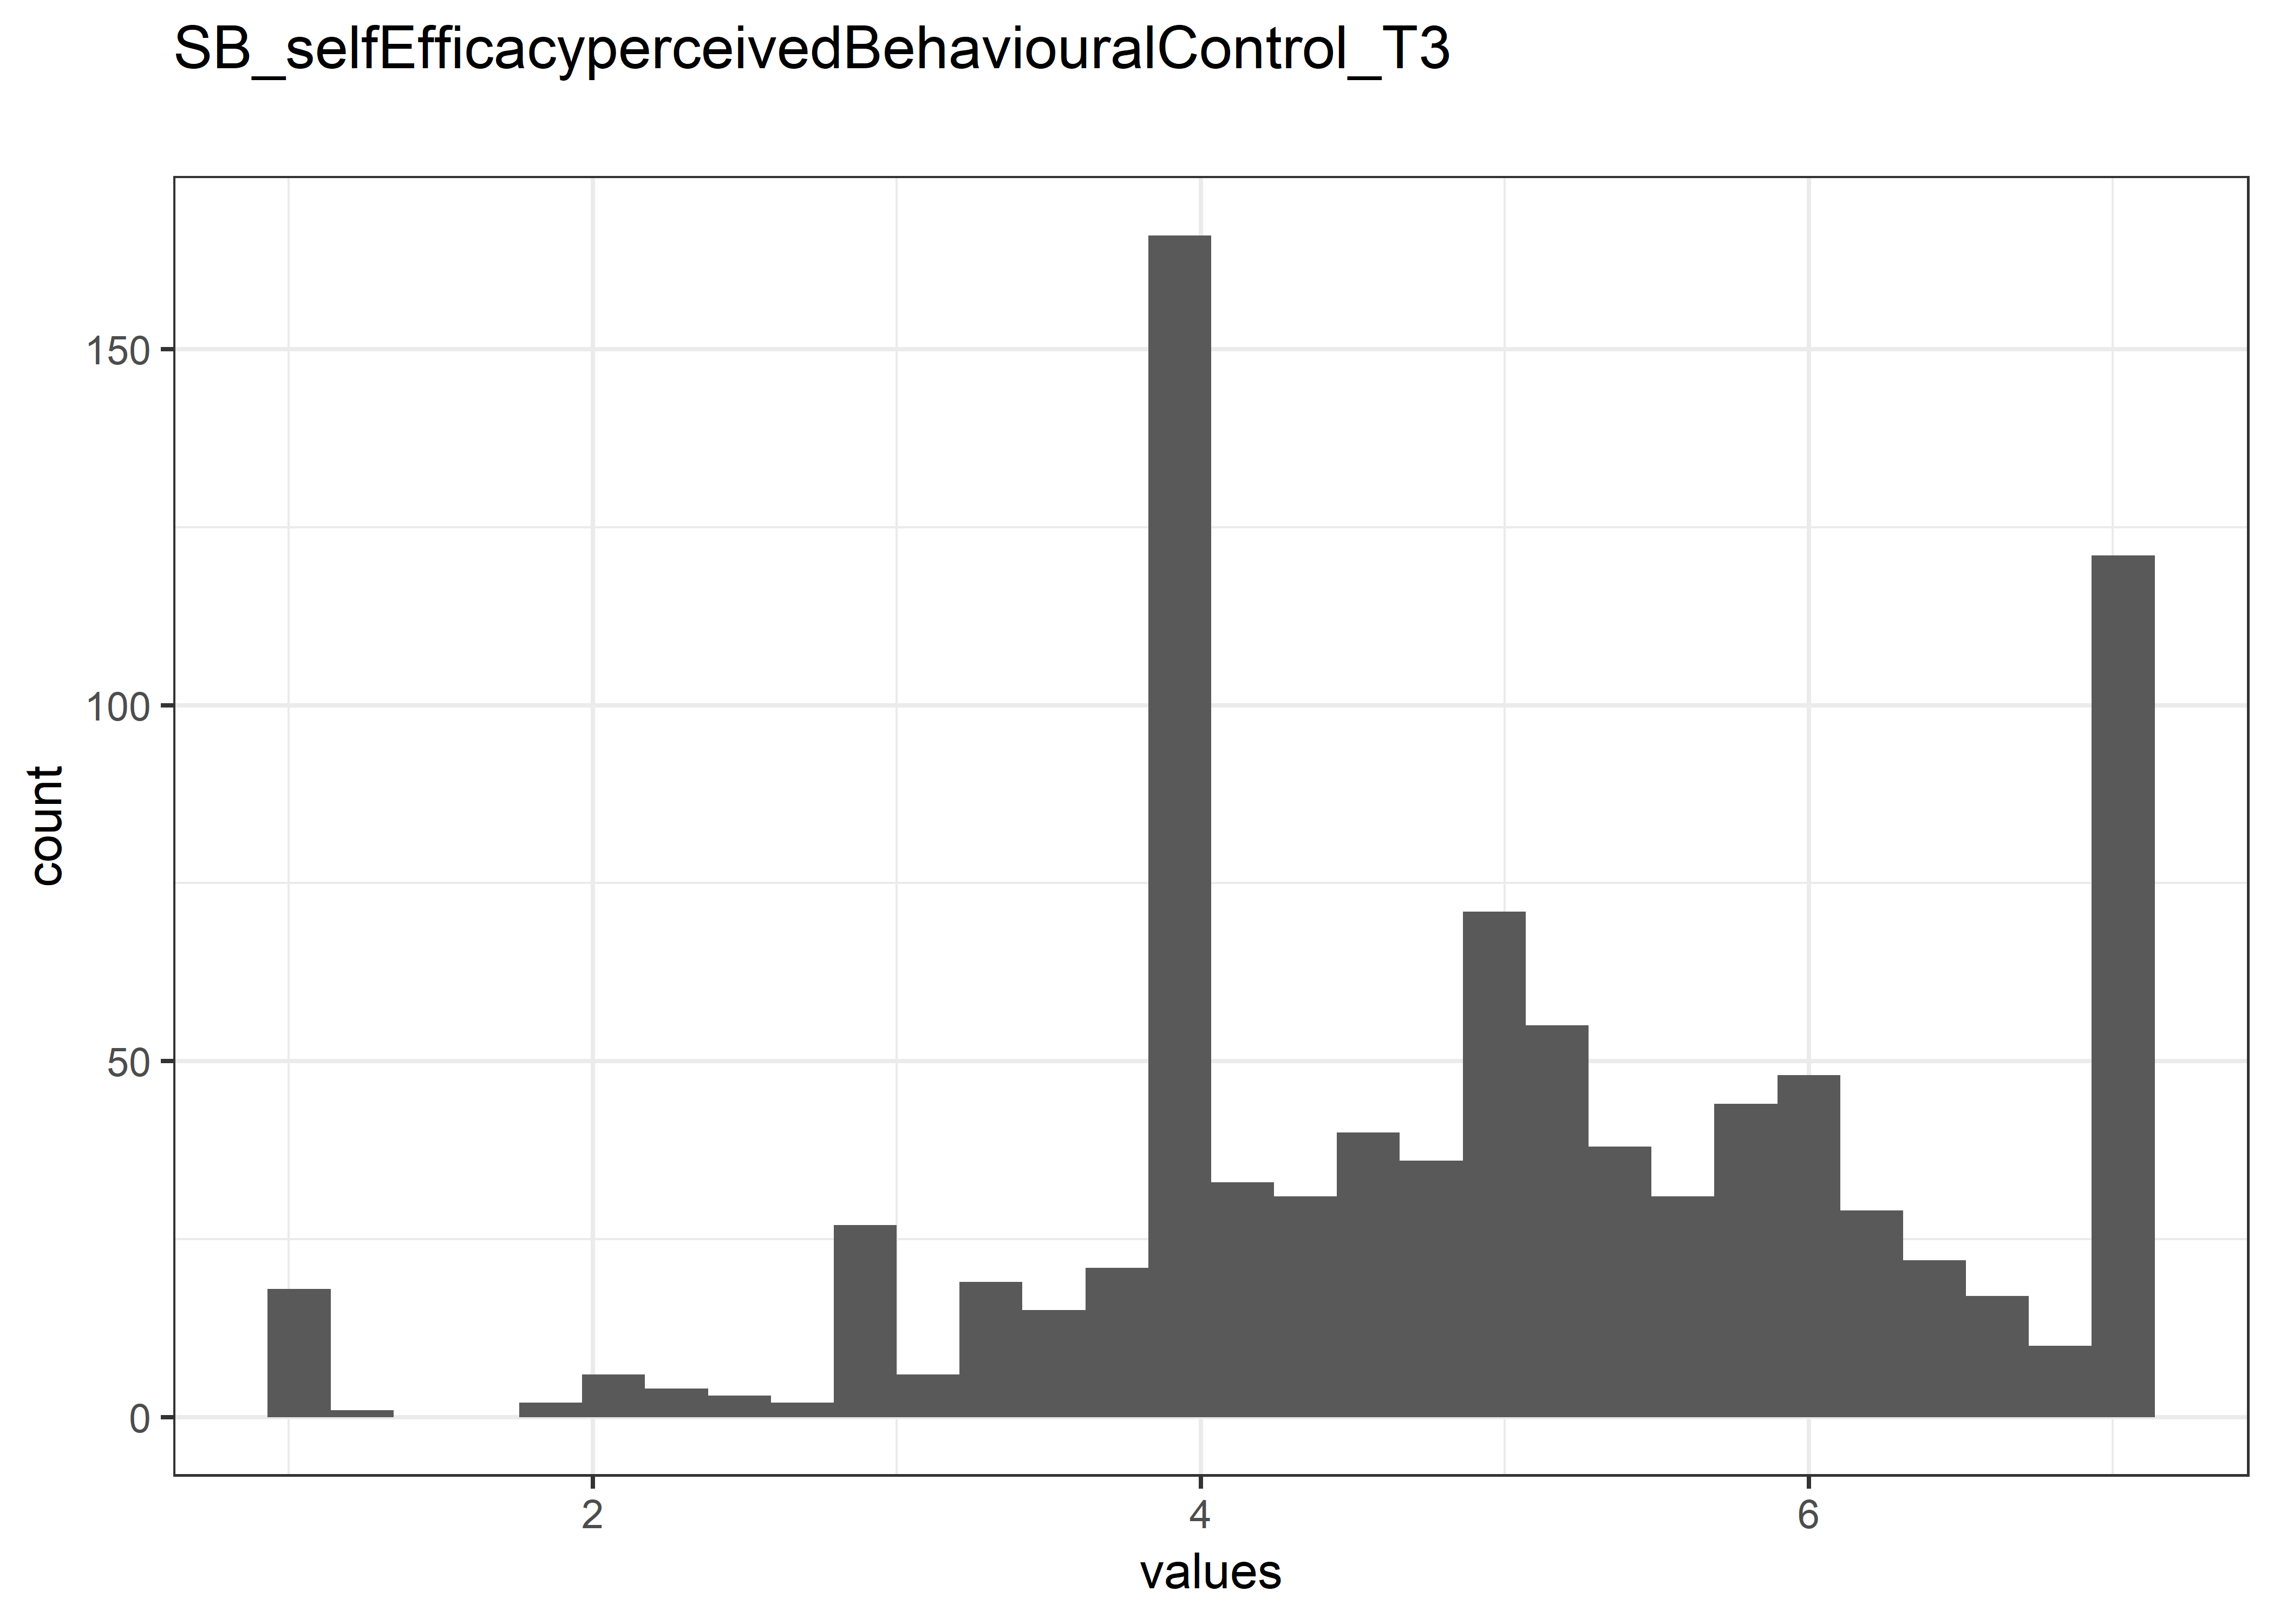 SB_selfEfficacyperceivedBehaviouralControl_T3
150
100
50
0
count
2 4 6
values